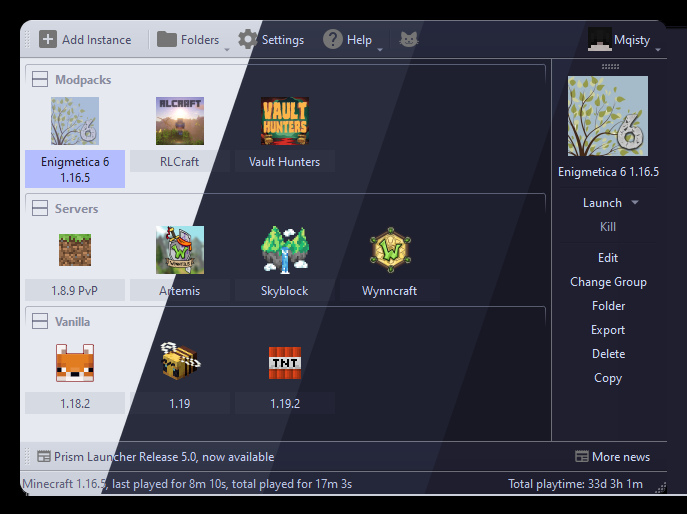 Add Instance Folders Settings Help Mqisty
Modpacks
RLCRAFT VAULT HUNTERS
Enigmetica 6
1.16.5
RLCraft
Vault Hunters
Servers
1.8.9 PvP Artemis Skyblock Wynncraft
Vanilla
TNT
1.18.2 1.19 1.19.2
6
Enigmetica 6 1.16.5
Launch
Kill
Edit
Change Group
Folder
Export
Delete
Copy
Prism Launcher Release 5.0, now available More news
Minecraft 1.16.5, last played for 8m 10s, total played for 17m 3s Total playtime: 33d 3h 1m